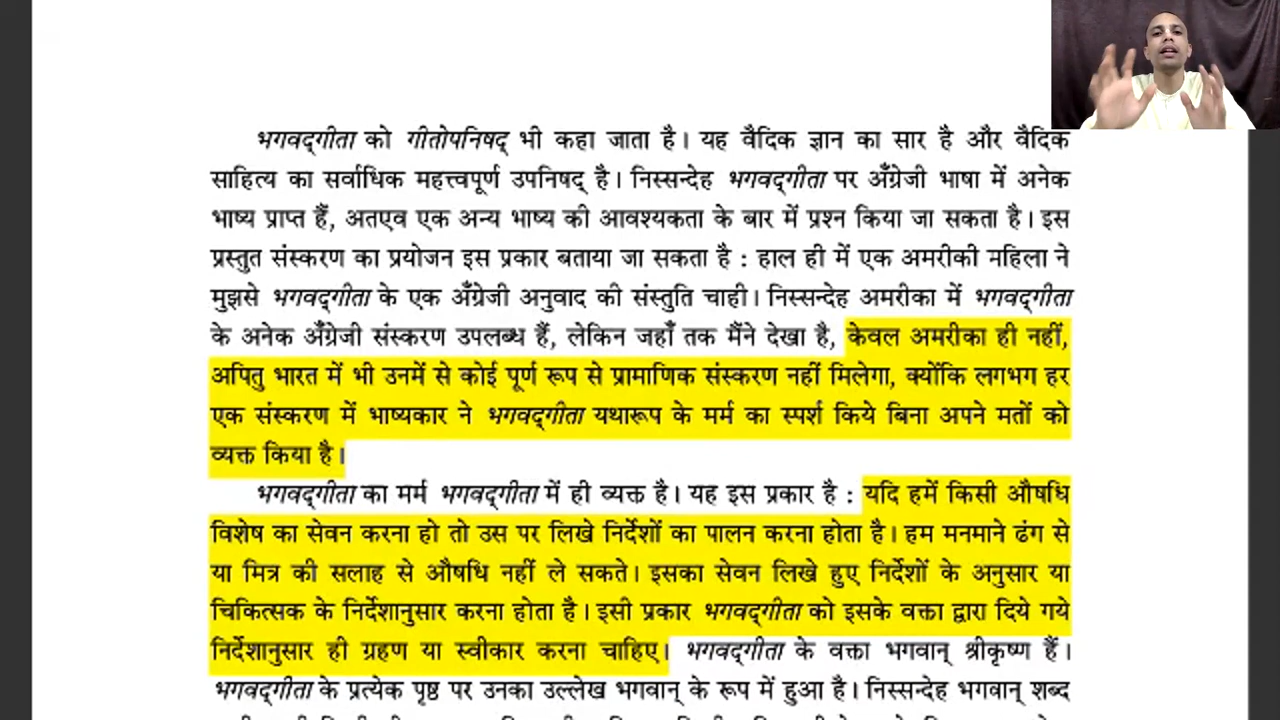 भगवद्‌गीता को गीतोपनिषद् भी कहा जाता है। यह वैदिक ज्ञान का सार है और वैदिक
साहित्य का सर्वाधिक महत्त्वपूर्ण उपनिषद् है। निस्सन्देह भगवद्‌गीता पर अँग्रेजी भाषा में अनेक
भाष्य प्राप्त हैं, अतएव एक अन्य भाष्य की आवश्यकता के बार में प्रश्न किया जा सकता है। इस
प्रस्तुत संस्करण का प्रयोजन इस प्रकार बताया जा सकता है : हाल ही में एक अमरीकी महिला ने
मुझसे भगवद्‌गीता के एक अँग्रेजी अनुवाद की संस्तुति चाही। निस्सन्देह अमरीका में भगवद्‌गीता
के अनेक अँग्रेजी संस्करण उपलब्ध हैं, लेकिन जहाँ तक मैंने देखा है, केवल अमरीका ही नहीं,
अपितु भारत में भी उनमें से कोई पूर्ण रूप से प्रामाणिक संस्करण नहीं मिलेगा, क्योंकि लगभग हर
एक संस्करण में भाष्यकार ने भगवद्‌गीता यथारूप के मर्म का स्पर्श किये बिना अपने मतों को
व्यक्त किया है।
भगवद्‌गीता का मर्म भगवद्‌गीता में ही व्यक्त है। यह इस प्रकार है : यदि हमें किसी औषधि
विशेष का सेवन करना हो तो उस पर लिखे निर्देशों का पालन करना होता है। हम मनमाने ढंग से
या मित्र की सलाह से औषधि नहीं ले सकते। इसका सेवन लिखे हुए निर्देशों के अनुसार या
चिकित्सक के निर्देशानुसार करना होता है। इसी प्रकार भगवद्‌गीता को इसके वक्ता द्वारा दिये गये
निर्देशानुसार ही ग्रहण या स्वीकार करना चाहिए। भगवद्‌गीता के वक्ता भगवान् श्रीकृष्ण हैं।
भगवद्‌गीता के प्रत्येक पृष्ठ पर उनका उल्लेख भगवान् के रूप में हुआ है। निस्सन्देह भगवान् शब्द